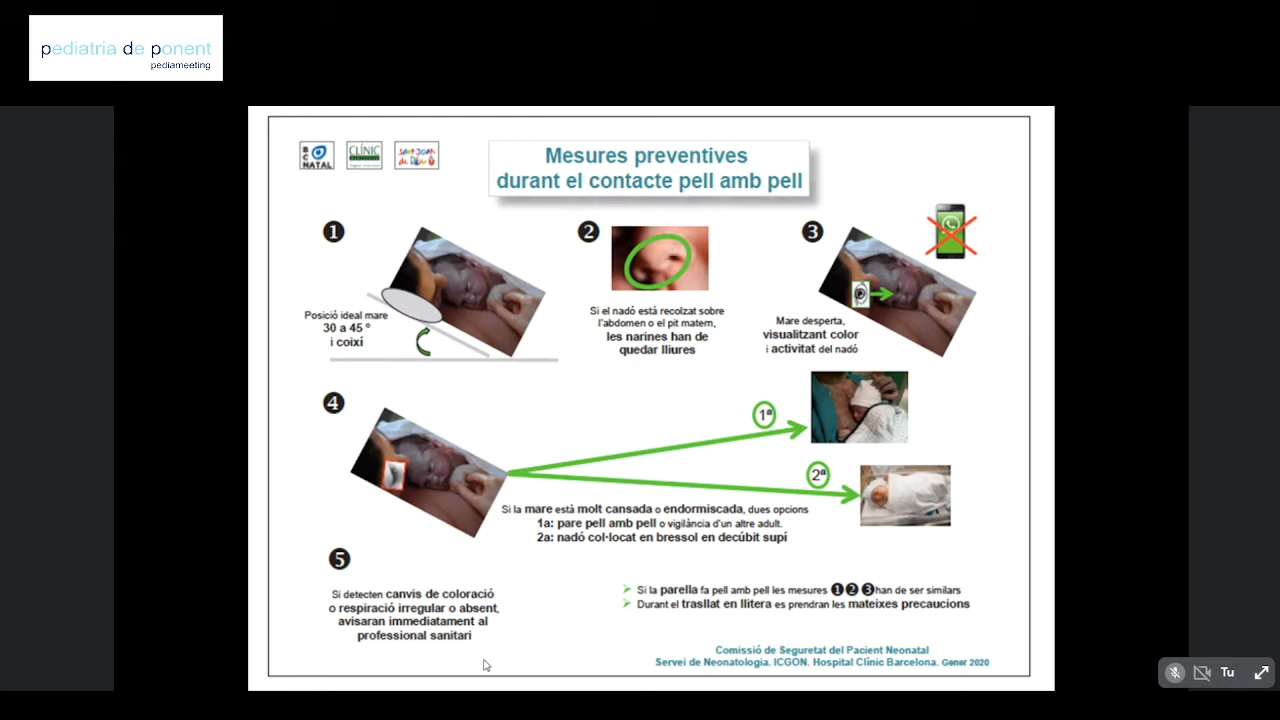 pediatria de ponent
pediameeting
BCNATAL
CLÍNIC
Sant Joan de Déu
Mesures preventives
durant el contacte pell amb pell
1
Posició ideal mare
30 a 45 º
i coixí
2
Si el nadó està recolzat sobre
l'abdomen o el pit matern,
les narines han de
quedar lliures
3
Mare desperta,
visualitzant color
i activitat del nadó
4
1ª
2ª
Si la mare està molt cansada o endormiscada, dues opcions
1a: pare pell amb pell o vigilància d'un altre adult.
2a: nadó col·locat en bressol en decúbit supí
5
Si detecten canvis de coloració
o respiració irregular o absent,
avisaran immediatament al
professional sanitari
Si la parella fa pell amb pell les mesures 1 2 3 han de ser similars
Durant el trasllat en llitera es prendran les mateixes precaucions
Comissió de Seguretat del Pacient Neonatal
Servei de Neonatologia. ICGON. Hospital Clínic Barcelona. Gener 2020
Tu